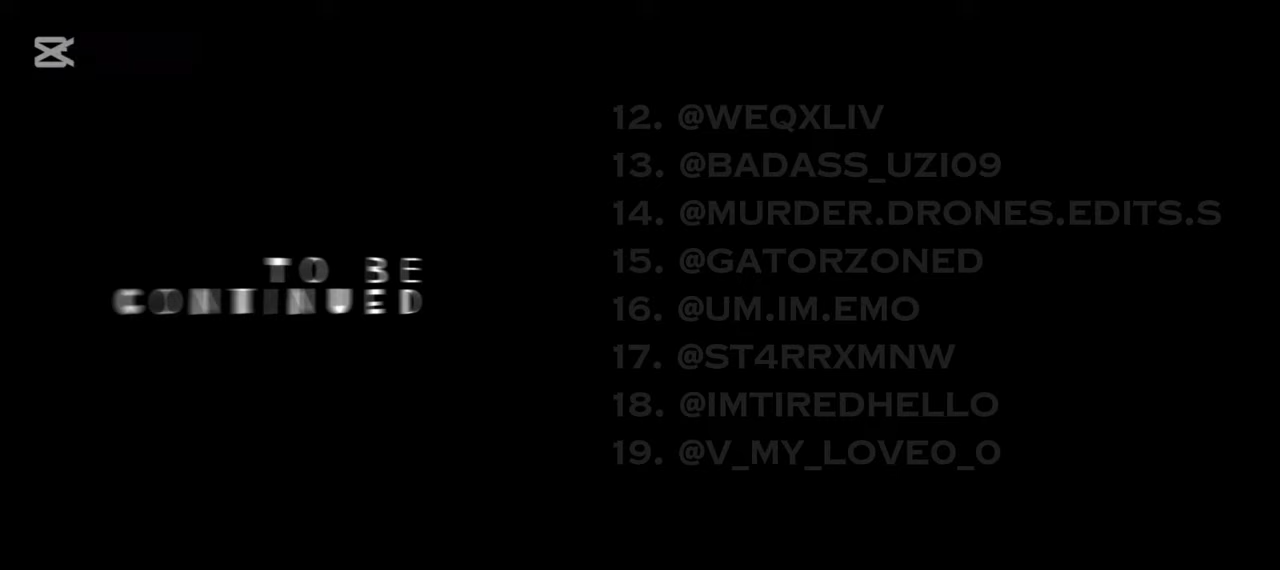 TO BE
CONTINUED
12. @WEQXLIV
13. @BADASS_UZI09
14. @MURDER.DRONES.EDITS.S
15. @GATORZONED
16. @UM.IM.EMO
17. @ST4RRXMNW
18. @IMTIREDHELLO
19. @V_MY_LOVE0_0